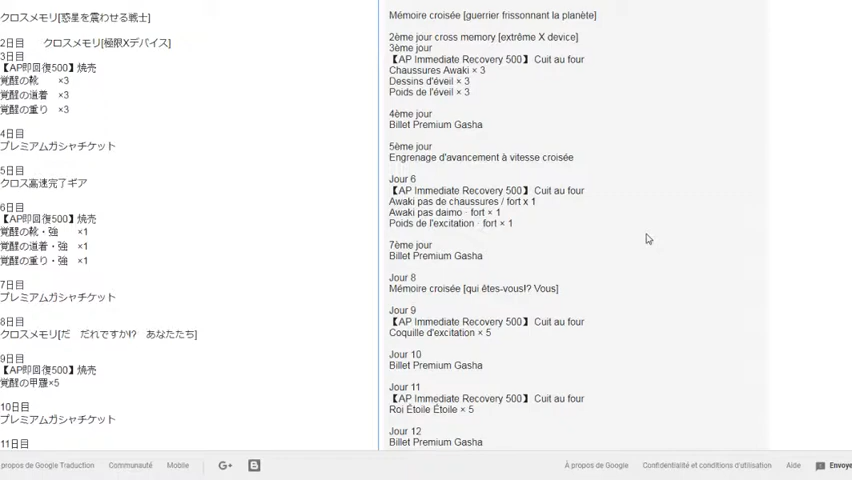 クロスメモリ[惑星を震わせる戦士]
2日目 クロスメモリ[極限Xデバイス]
3日目
【AP即回復500】焼売
覚醒の靴 ×3
覚醒の道着 ×3
覚醒の重り ×3
4日目
プレミアムガシャチケット
5日目
クロス高速完了ギア
6日目
【AP即回復500】焼売
覚醒の靴・強 ×1
覚醒の道着・強 ×1
覚醒の重り・強 ×1
7日目
プレミアムガシャチケット
8日目
クロスメモリ[だ だれですか!? あなたたち]
9日目
【AP即回復500】焼売
覚醒の甲羅×5
10日目
プレミアムガシャチケット
11日目
Mémoire croisée [guerrier frissonnant la planète]
2ème jour cross memory [extrême X device]
3ème jour
【AP Immediate Recovery 500】 Cuit au four
Chaussures Awaki × 3
Dessins d'éveil × 3
Poids de l'éveil × 3
4ème jour
Billet Premium Gasha
5ème jour
Engrenage d'avancement à vitesse croisée
Jour 6
【AP Immediate Recovery 500】 Cuit au four
Awaki pas de chaussures / fort x 1
Awaki pas daimo · fort × 1
Poids de l'excitation · fort × 1
7ème jour
Billet Premium Gasha
Jour 8
Mémoire croisée [qui êtes-vous!? Vous]
Jour 9
【AP Immediate Recovery 500】 Cuit au four
Coquille d'excitation × 5
Jour 10
Billet Premium Gasha
Jour 11
【AP Immediate Recovery 500】 Cuit au four
Roi Étoile Étoile × 5
Jour 12
Billet Premium Gasha
propos de Google Traduction Communauté Mobile G+ B À propos de Google Confidentialité et conditions d'utilisation Aide Envoye